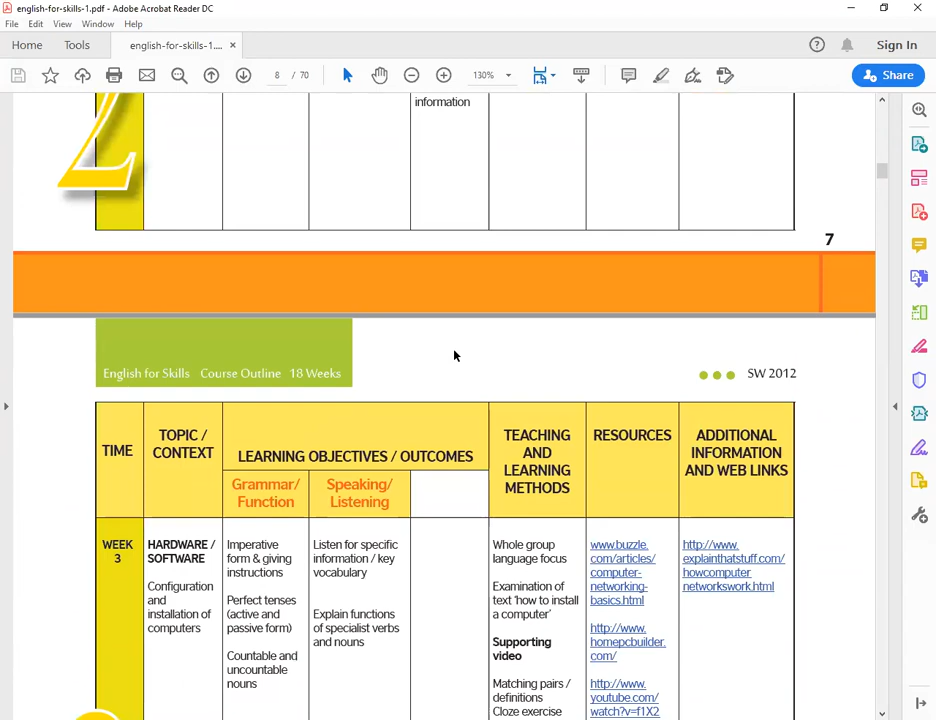 english-for-skills-1.pdf - Adobe Acrobat Reader DC
File Edit View Window Help
Home Tools english-for-skills-1.... × Sign In
8 / 70 130% Share
information
2
7
English for Skills Course Outline 18 Weeks
SW 2012
TIME
TOPIC /
CONTEXT
LEARNING OBJECTIVES / OUTCOMES
Grammar/
Function
Speaking/
Listening
TEACHING
AND
LEARNING
METHODS
RESOURCES
ADDITIONAL
INFORMATION
AND WEB LINKS
WEEK
3
HARDWARE /
SOFTWARE
Configuration
and
installation of
computers
Imperative
form & giving
instructions
Perfect tenses
(active and
passive form)
Countable and
uncountable
nouns
Listen for specific
information / key
vocabulary
Explain functions
of specialist verbs
and nouns
Whole group
language focus
Examination of
text ‘how to install
a computer’
Supporting
video
Matching pairs /
definitions
Cloze exercise
www.buzzle.
com/articles/
computer-
networking-
basics.html
http://www.
homepcbuilder.
com/
http://www.
youtube.com/
watch?v=f1X2
http://www.
explainthatstuff.com/
howcomputer
networkswork.html